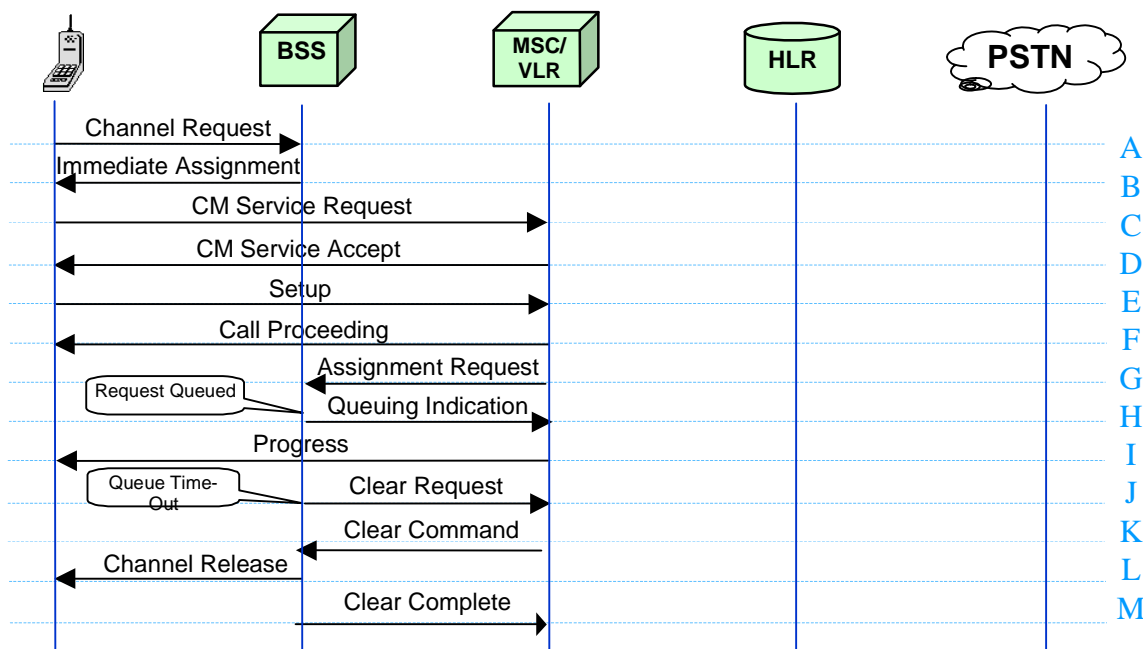 BSS
MSC/
VLR
HLR
PSTN
Channel Request
A
Immediate Assignment
B
CM Service Request
C
CM Service Accept
D
Setup
E
Call Proceeding
F
Assignment Request
G
Request Queued
Queuing Indication
H
Progress
I
Queue Time-
Out
Clear Request
J
Clear Command
K
Channel Release
L
Clear Complete
M